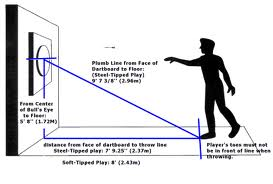 Plumb Line from Face of
Dartboard to Floor:
(Steel-Tipped Play)
9' 7 3/8'' (2.96m)
From Center
of Bull's Eye
to Floor:
5' 8'' (1.72M)
distance from face of dartboard to throw line
Steel-Tipped play: 7' 9.25'' (2.37m)
Soft-Tipped Play: 8' (2.43m)
Player's toes must not
be in front of line when
throwing.